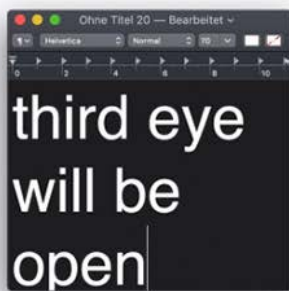 Ohne Titel 20 — Bearbeitet
¶ Helvetica Normal 70
0 2 4 6 8 10
third eye
will be
open